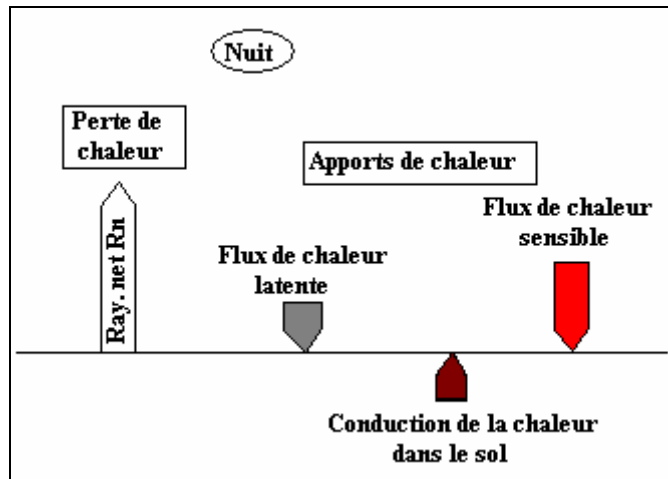 Nuit
Perte de
chaleur
Apports de chaleur
Ray. net Rn
Flux de chaleur
latente
Flux de chaleur
sensible
Conduction de la chaleur
dans le sol